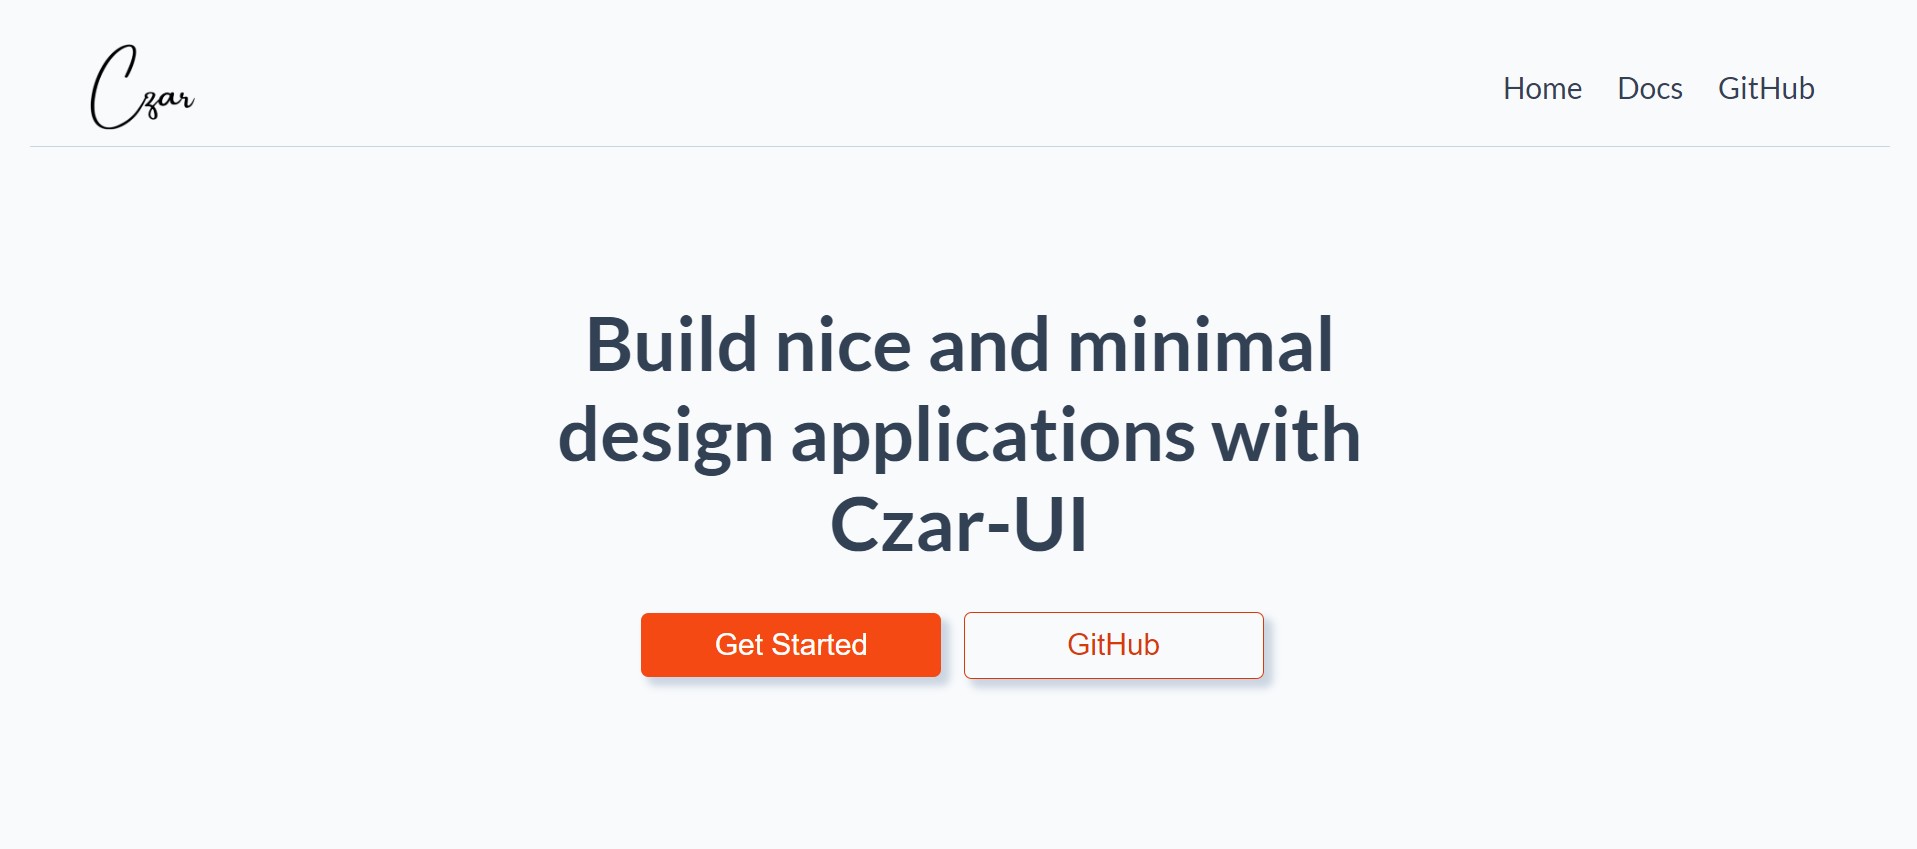 Czar
Home Docs GitHub
Build nice and minimal
design applications with
Czar-UI
Get Started GitHub